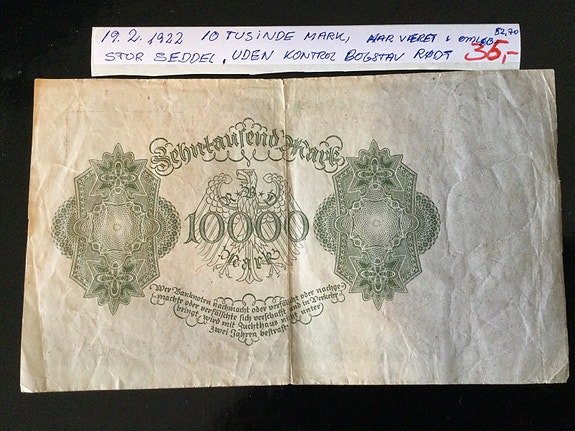 19.2.1922 10 TUSINDE MARK, HAR VÆRET I OMLØB 52,70
STOR SEDDEL, UDEN KONTROL BOGSTAV RØDT 35,-
Zehntausend Mark
RBD
10000
Mark
Wer Banknoten nachmacht oder verfälscht oder nachge-
machte oder verfälschte sich verschafft und in Verkehr
bringt, wird mit Zuchthaus nicht unter
zwei Jahren bestraft